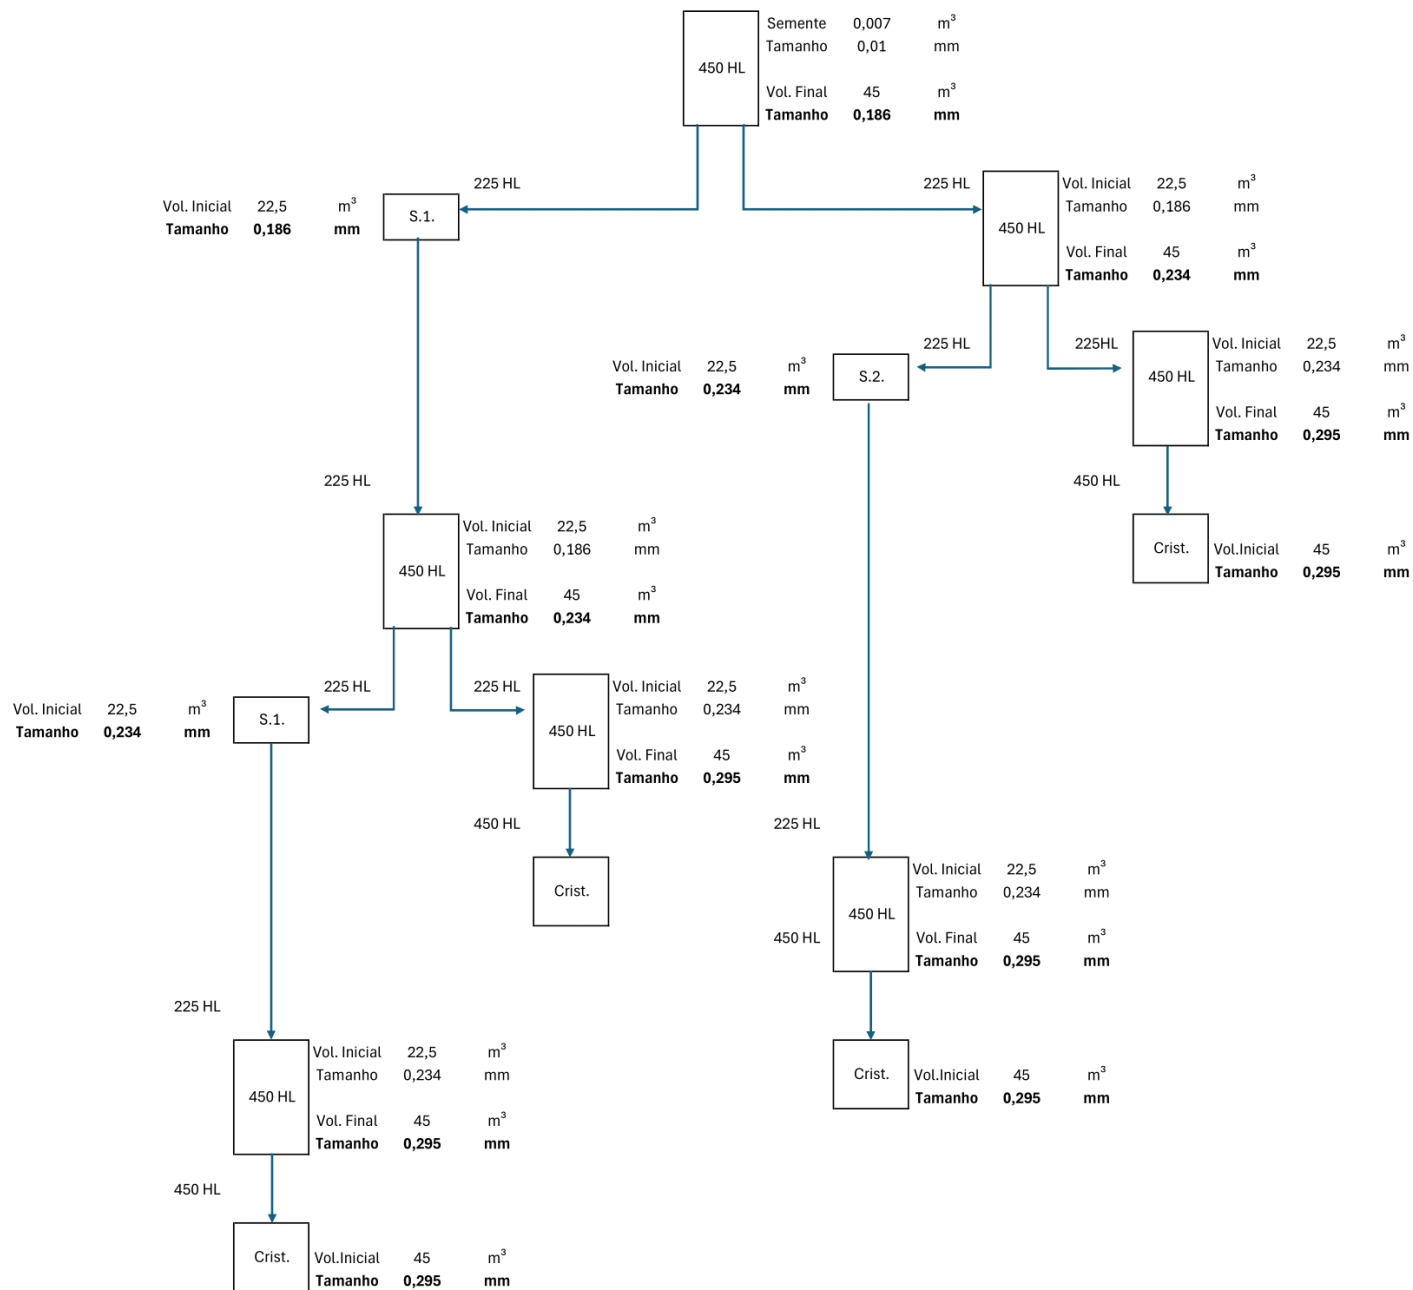 Semente 0,007 m³
Tamanho 0,01 mm
450 HL
Vol. Final 45 m³
Tamanho 0,186 mm
225 HL
225 HL
Vol. Inicial 22,5 m³
Tamanho 0,186 mm
S.1.
Vol. Inicial 22,5 m³
Tamanho 0,186 mm
450 HL
Vol. Final 45 m³
Tamanho 0,234 mm
225 HL
225HL
Vol. Inicial 22,5 m³
Tamanho 0,234 mm
S.2.
Vol. Inicial 22,5 m³
Tamanho 0,234 mm
450 HL
Vol. Final 45 m³
Tamanho 0,295 mm
450 HL
Crist.
Vol.Inicial 45 m³
Tamanho 0,295 mm
225 HL
Vol. Inicial 22,5 m³
Tamanho 0,186 mm
450 HL
Vol. Final 45 m³
Tamanho 0,234 mm
225 HL
225 HL
Vol. Inicial 22,5 m³
Tamanho 0,234 mm
S.1.
Vol. Inicial 22,5 m³
Tamanho 0,234 mm
450 HL
Vol. Final 45 m³
Tamanho 0,295 mm
450 HL
Crist.
225 HL
Vol. Inicial 22,5 m³
Tamanho 0,234 mm
450 HL
450 HL
Vol. Final 45 m³
Tamanho 0,295 mm
Crist.
Vol.Inicial 45 m³
Tamanho 0,295 mm
225 HL
Vol. Inicial 22,5 m³
Tamanho 0,234 mm
450 HL
Vol. Final 45 m³
Tamanho 0,295 mm
450 HL
Crist.
Vol.Inicial 45 m³
Tamanho 0,295 mm